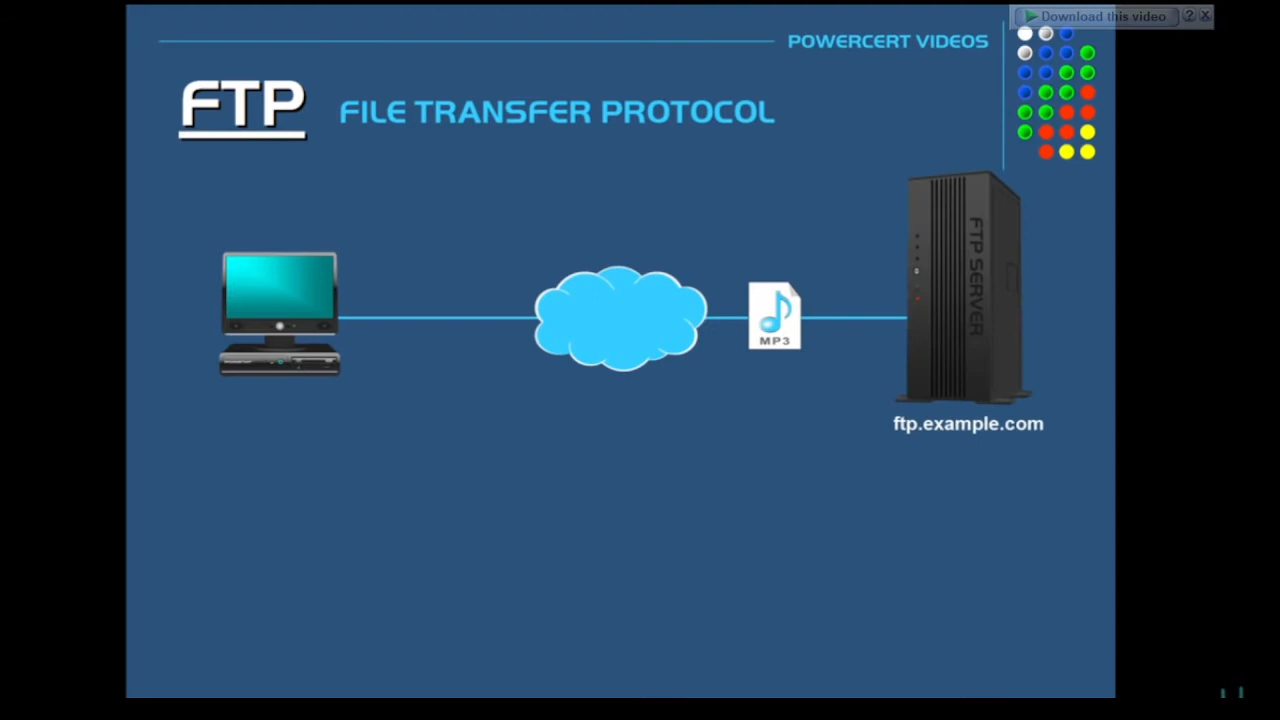 Download this video ? X
POWERCERT VIDEOS
FTP FILE TRANSFER PROTOCOL
FTP SERVER
MP3
ftp.example.com